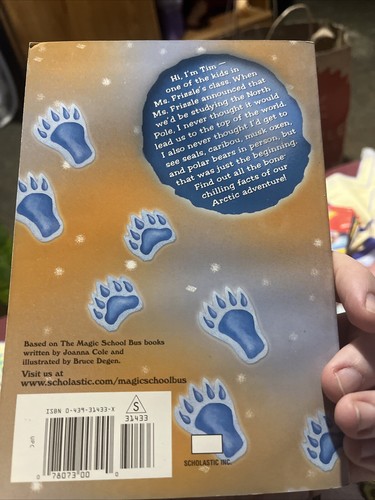 Hi, I'm Tim —
one of the kids in
Ms. Frizzle's class. When
Ms. Frizzle announced that
we'd be studying the North
Pole, I never thought it would
lead us to the top of the world.
I also never thought I'd get to
see seals, caribou, musk oxen,
and polar bears in person, but
that was just the beginning.
Find out all the bone-
chilling facts of our
Arctic adventure!
Based on The Magic School Bus books
written by Joanna Cole and
illustrated by Bruce Degen.
Visit us at
www.scholastic.com/magicschoolbus
ISBN 0-439-31433-X
S
31433
0
78073 00
SCHOLASTIC INC.